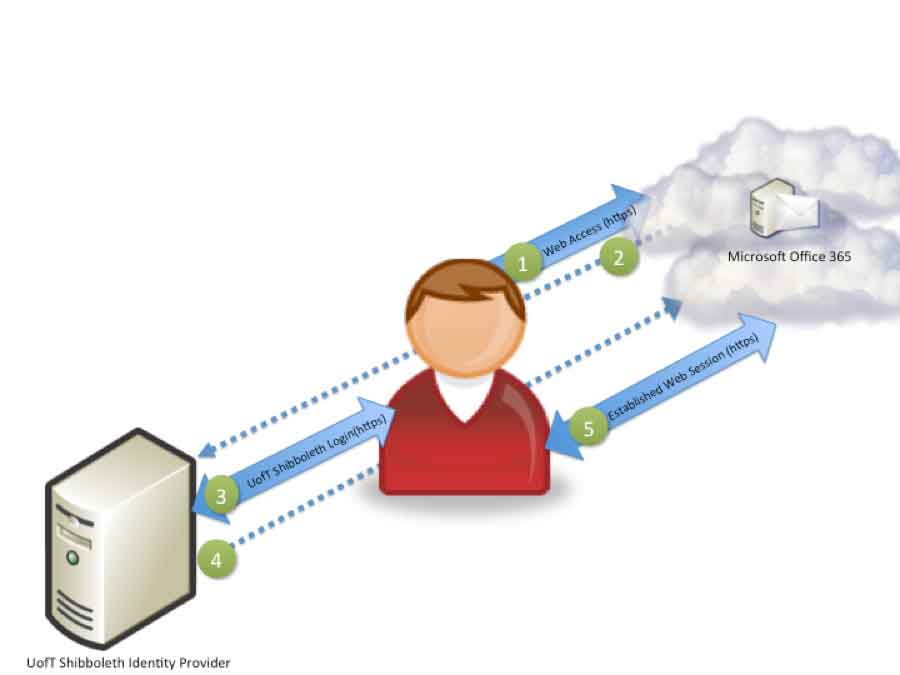 Web Access (https)
1
2
Microsoft Office 365
Established Web Session (https)
5
UofT Shibboleth Login(https)
3
4
UofT Shibboleth Identity Provider